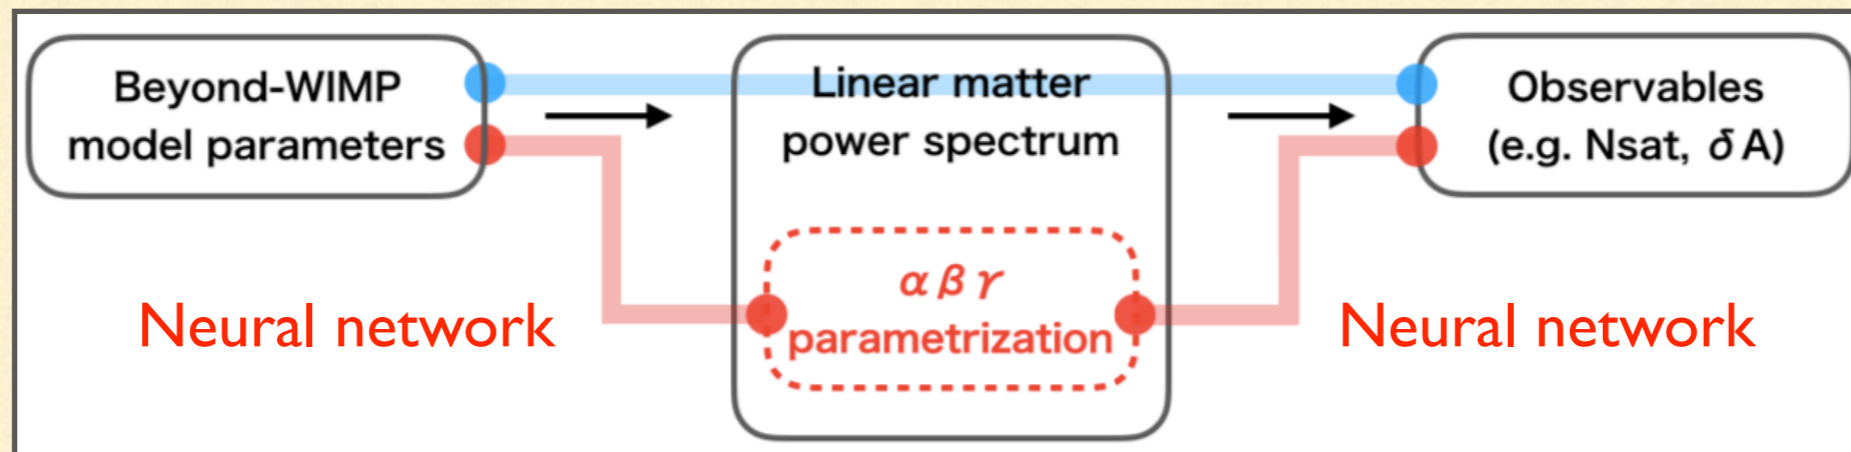 Beyond-WIMP
model parameters
Linear matter
power spectrum
Observables
(e.g. Nsat, δA)
α β γ
parametrization
Neural network
Neural network